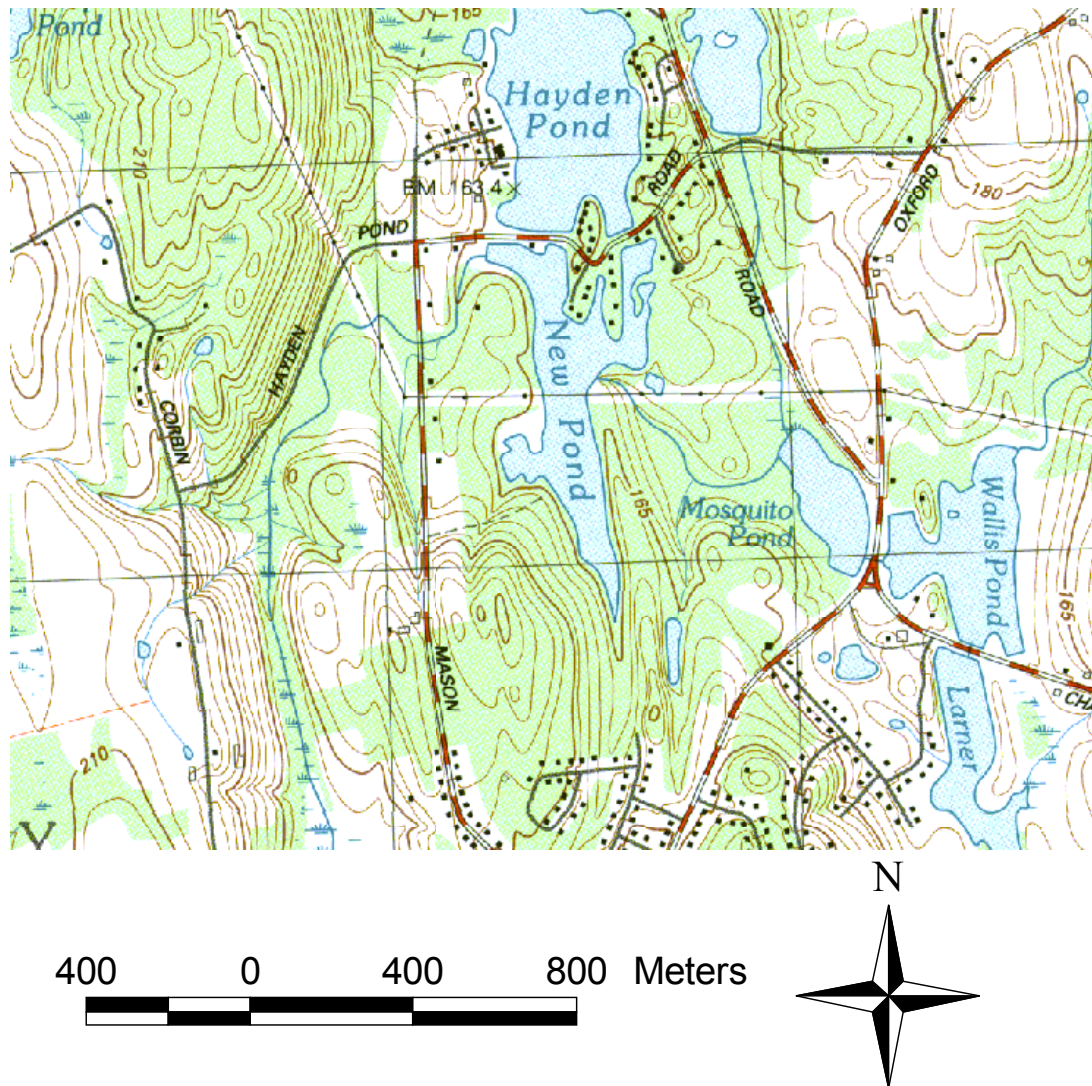 Pond
165
Hayden
Pond
210
BM 163.4×
ROAD
180
OXFORD
POND
ROAD
HAYDEN
New
Pond
CORBIN
165
Mosquito
Pond
Wallis Pond
165
MASON
Larner
CH
210
N
400 0 400 800 Meters